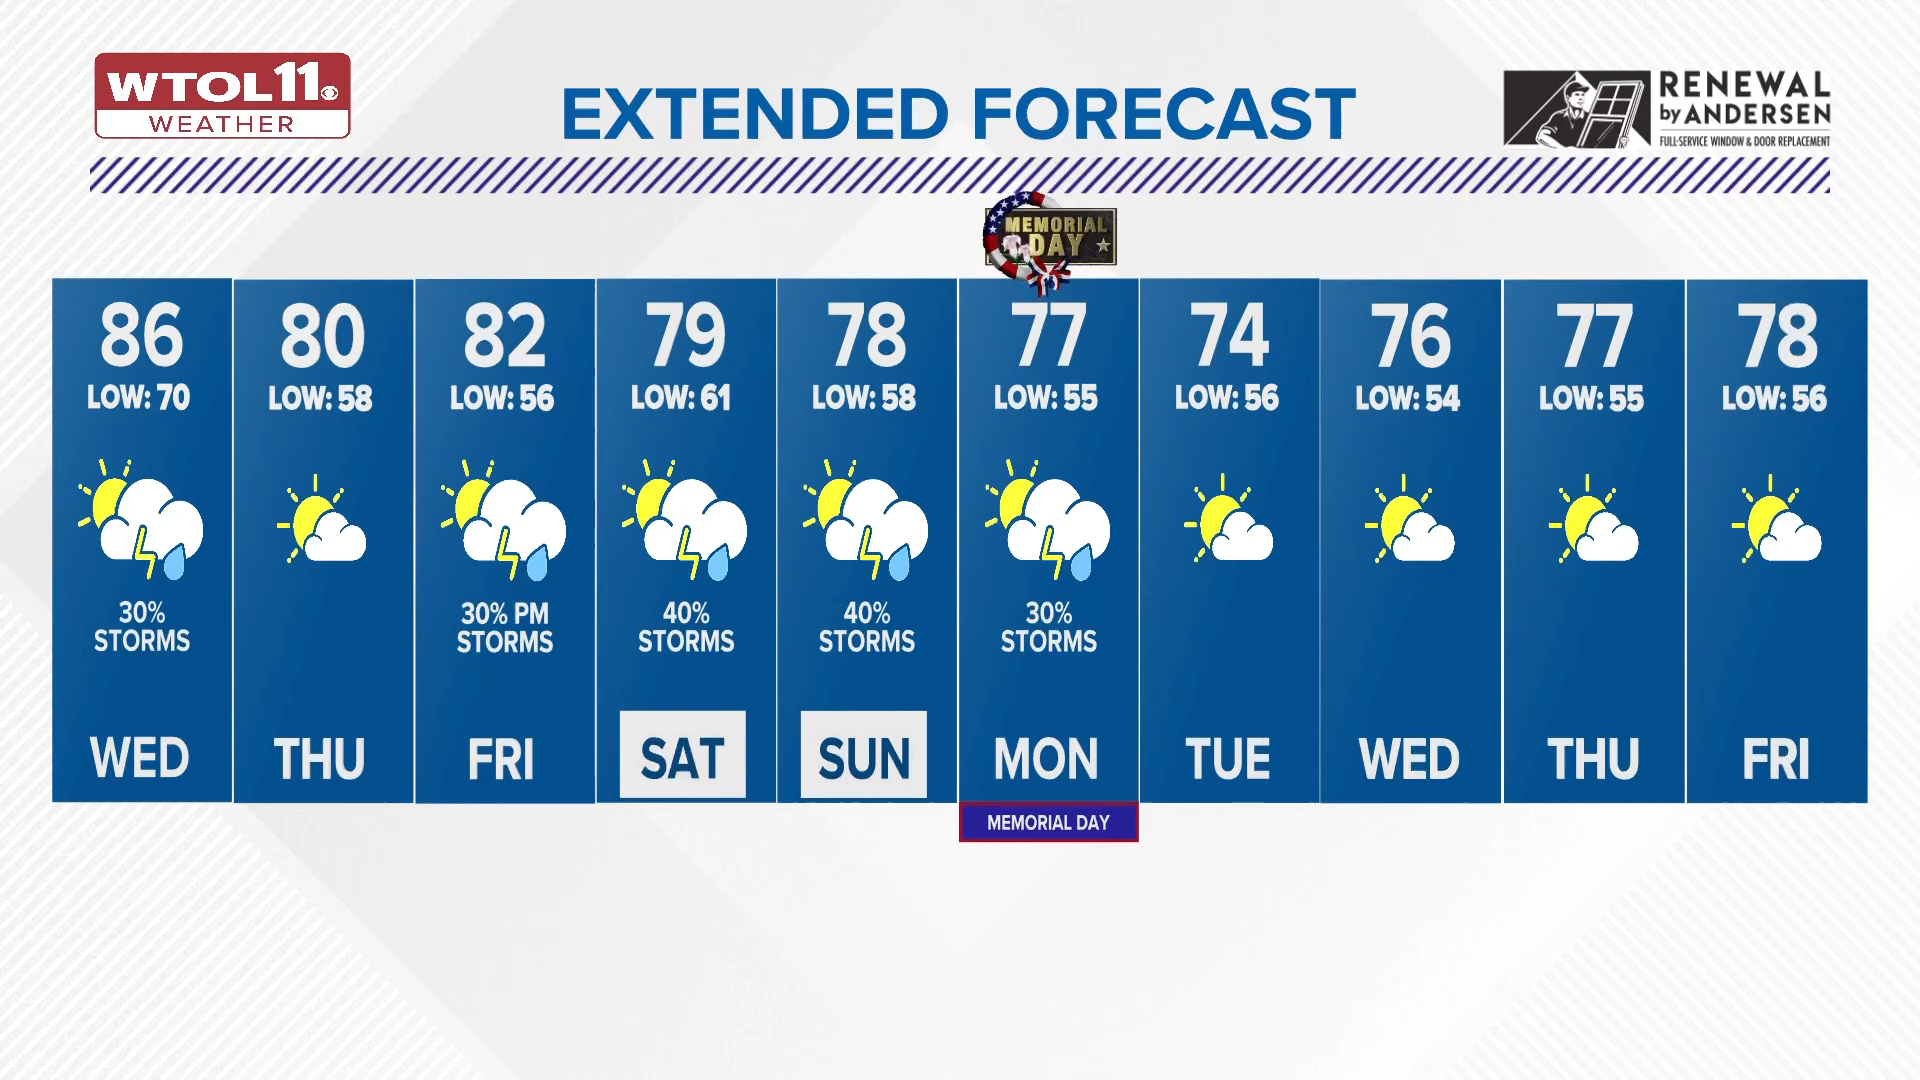 WTOL 11
WEATHER
EXTENDED FORECAST
RENEWAL
by ANDERSEN
FULL-SERVICE WINDOW & DOOR REPLACEMENT
MEMORIAL
DAY
86
LOW: 70
30%
STORMS
WED
80
LOW: 58
THU
82
LOW: 56
30% PM
STORMS
FRI
79
LOW: 61
40%
STORMS
SAT
78
LOW: 58
40%
STORMS
SUN
77
LOW: 55
30%
STORMS
MON
MEMORIAL DAY
74
LOW: 56
TUE
76
LOW: 54
WED
77
LOW: 55
THU
78
LOW: 56
FRI